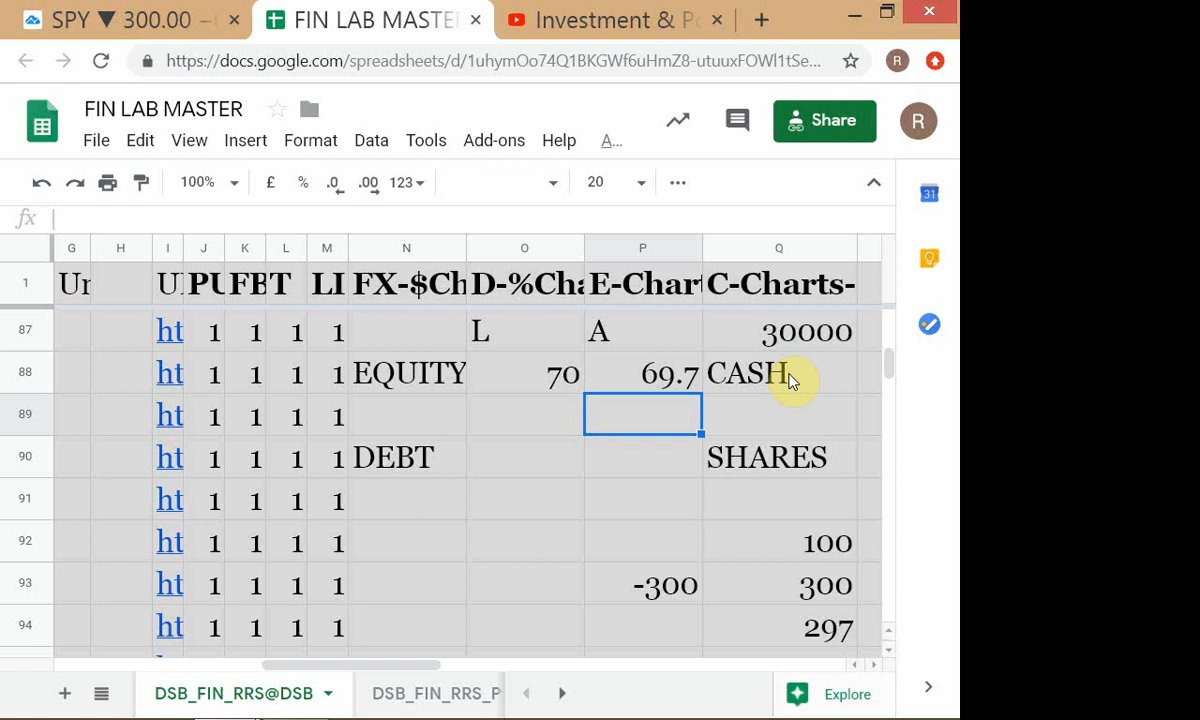 SPY ▼ 300.00 –
FIN LAB MASTER
Investment & Po
https://docs.google.com/spreadsheets/d/1uhymOo74Q1BKGWf6uHmZ8-utuuxFOWl1tSe...
R
FIN LAB MASTER
File Edit View Insert Format Data Tools Add-ons Help A...
Share
R
100% £ % .0 .00 123 20 ...
31
fx
G H I J K L M N O P Q
1 Ur U PU FB T LI FX-$Ch D-%Cha E-Chart C-Charts-
87 ht 1 1 1 1 L A 30000
88 ht 1 1 1 1 EQUITY 70 69.7 CASH
89 ht 1 1 1 1
90 ht 1 1 1 1 DEBT SHARES
91 ht 1 1 1 1
92 ht 1 1 1 1 100
93 ht 1 1 1 1 -300 300
94 ht 1 1 1 1 297
DSB_FIN_RRS@DSB DSB_FIN_RRS_P
Explore